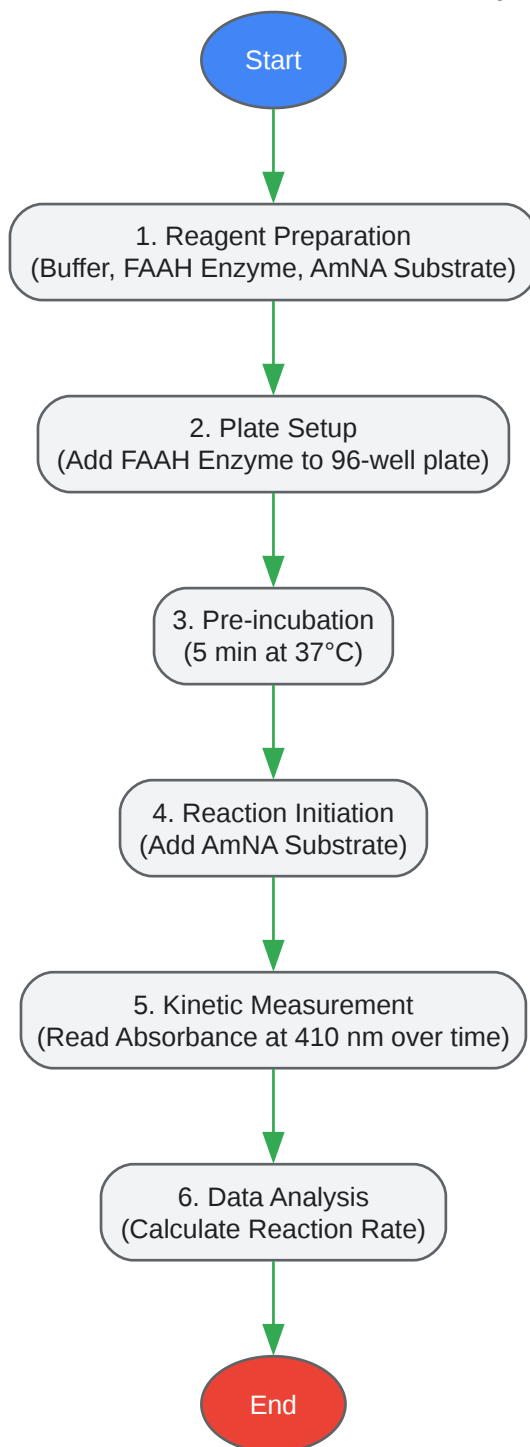 Start
1. Reagent Preparation
(Buffer, FAAH Enzyme, AmNA Substrate)
2. Plate Setup
(Add FAAH Enzyme to 96-well plate)
3. Pre-incubation
(5 min at 37°C)
4. Reaction Initiation
(Add AmNA Substrate)
5. Kinetic Measurement
(Read Absorbance at 410 nm over time)
6. Data Analysis
(Calculate Reaction Rate)
End